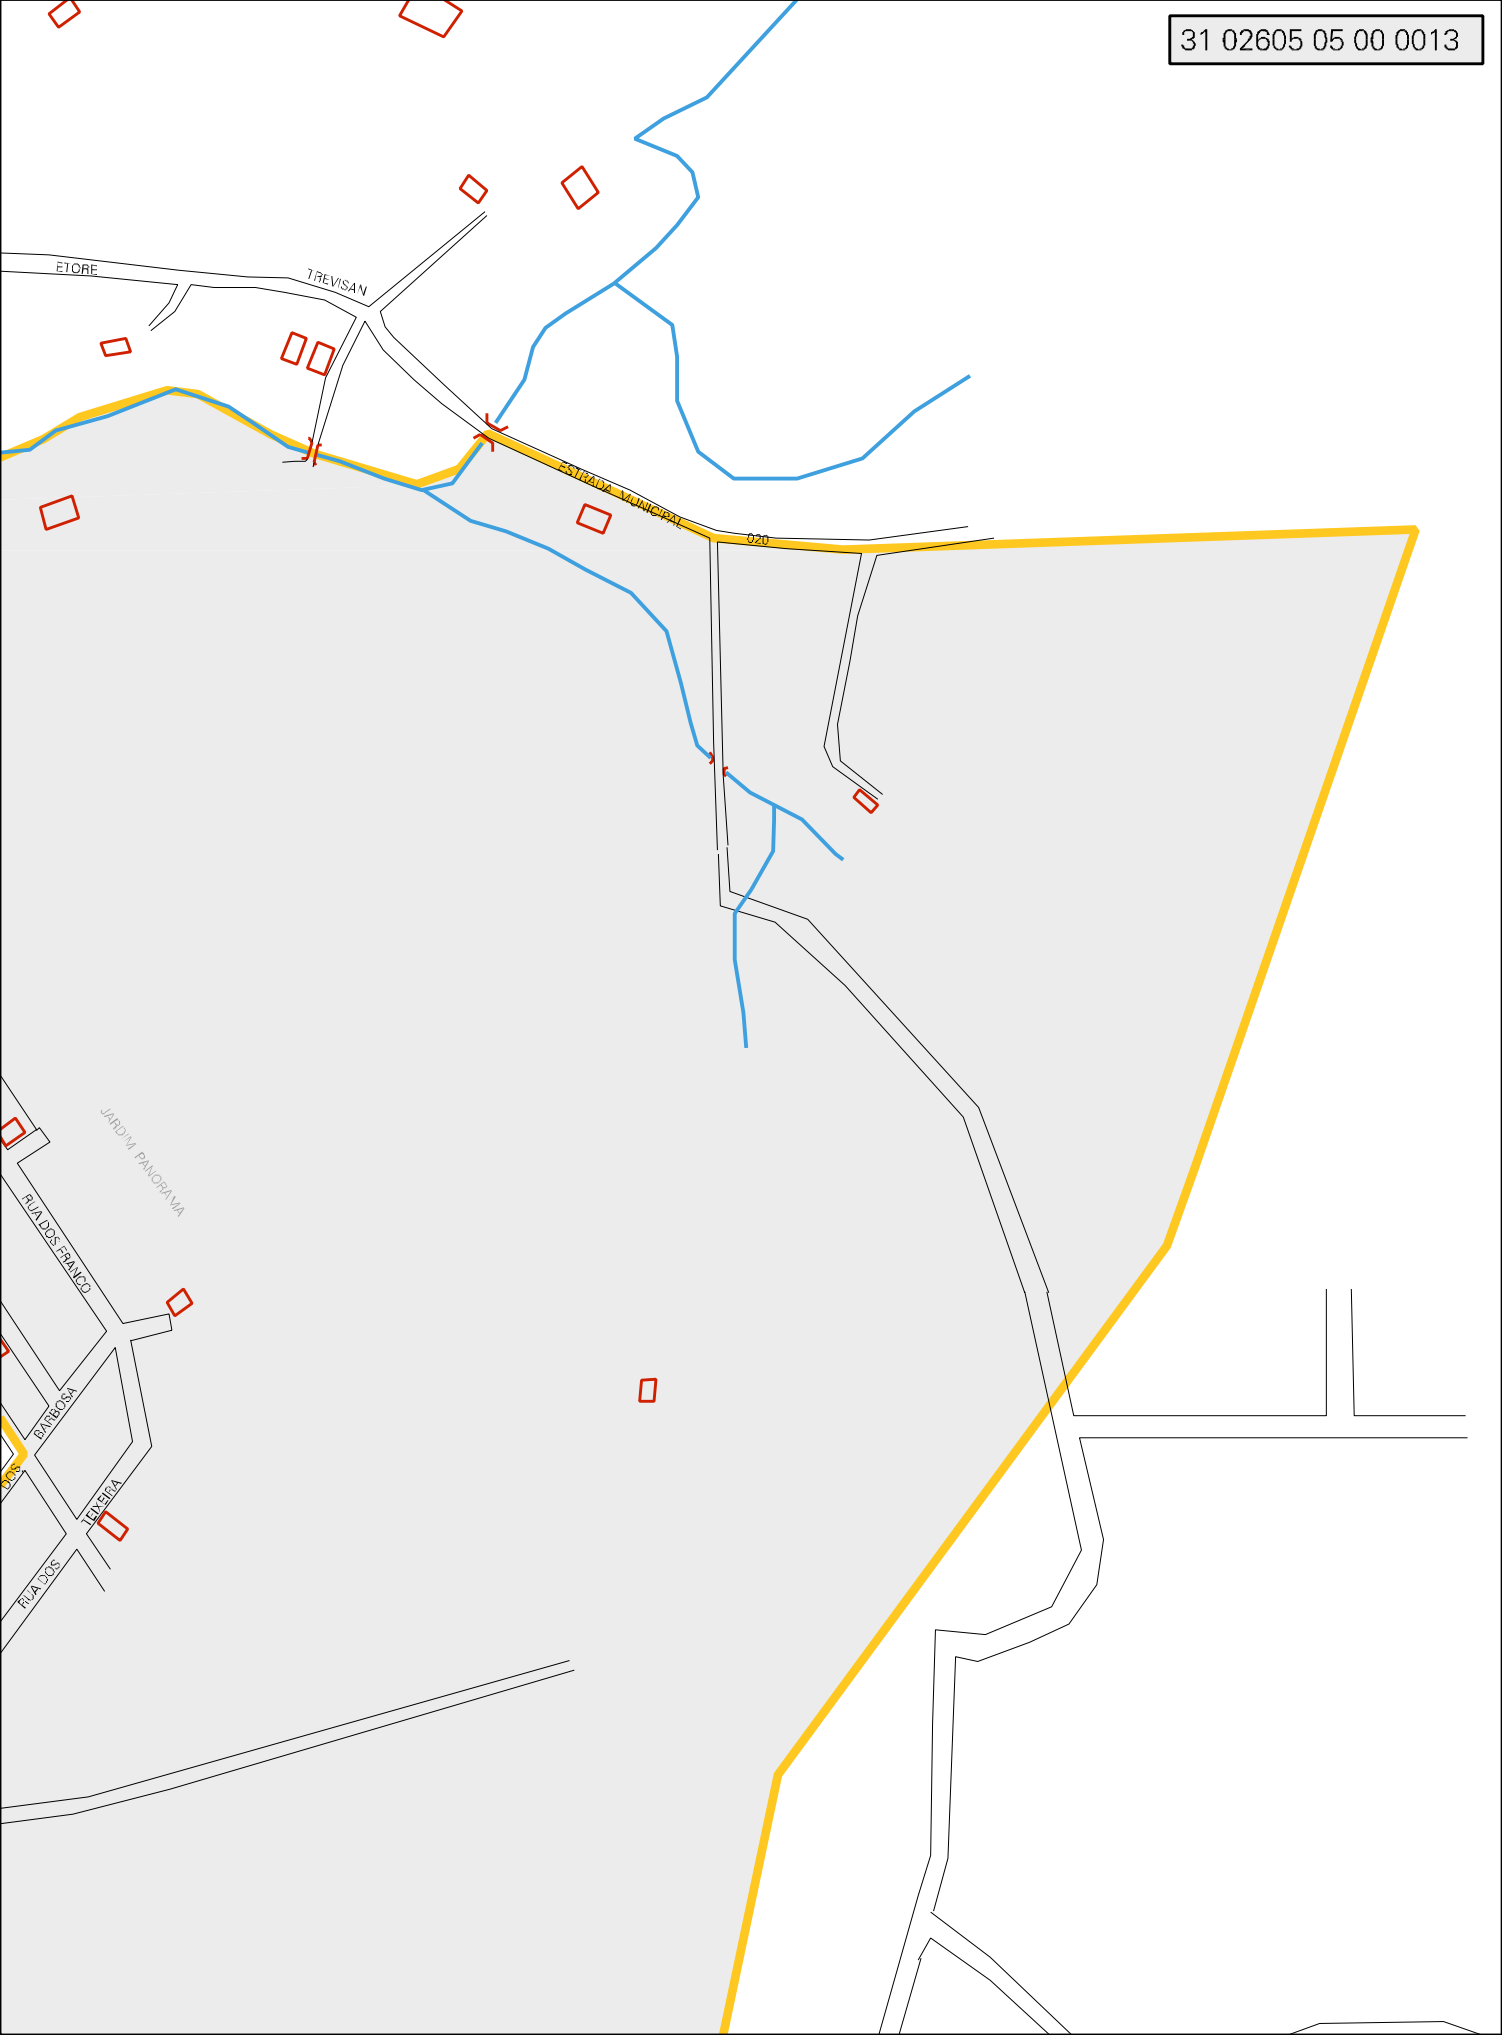 31 02605 05 00 0013
ETORE TREVISAN
ESTRADA MUNICIPAL 020
JARDIM PANORAMA
RUA DOS FRANCO
DOS BARBOSA
RUA DOS TEIXEIRA